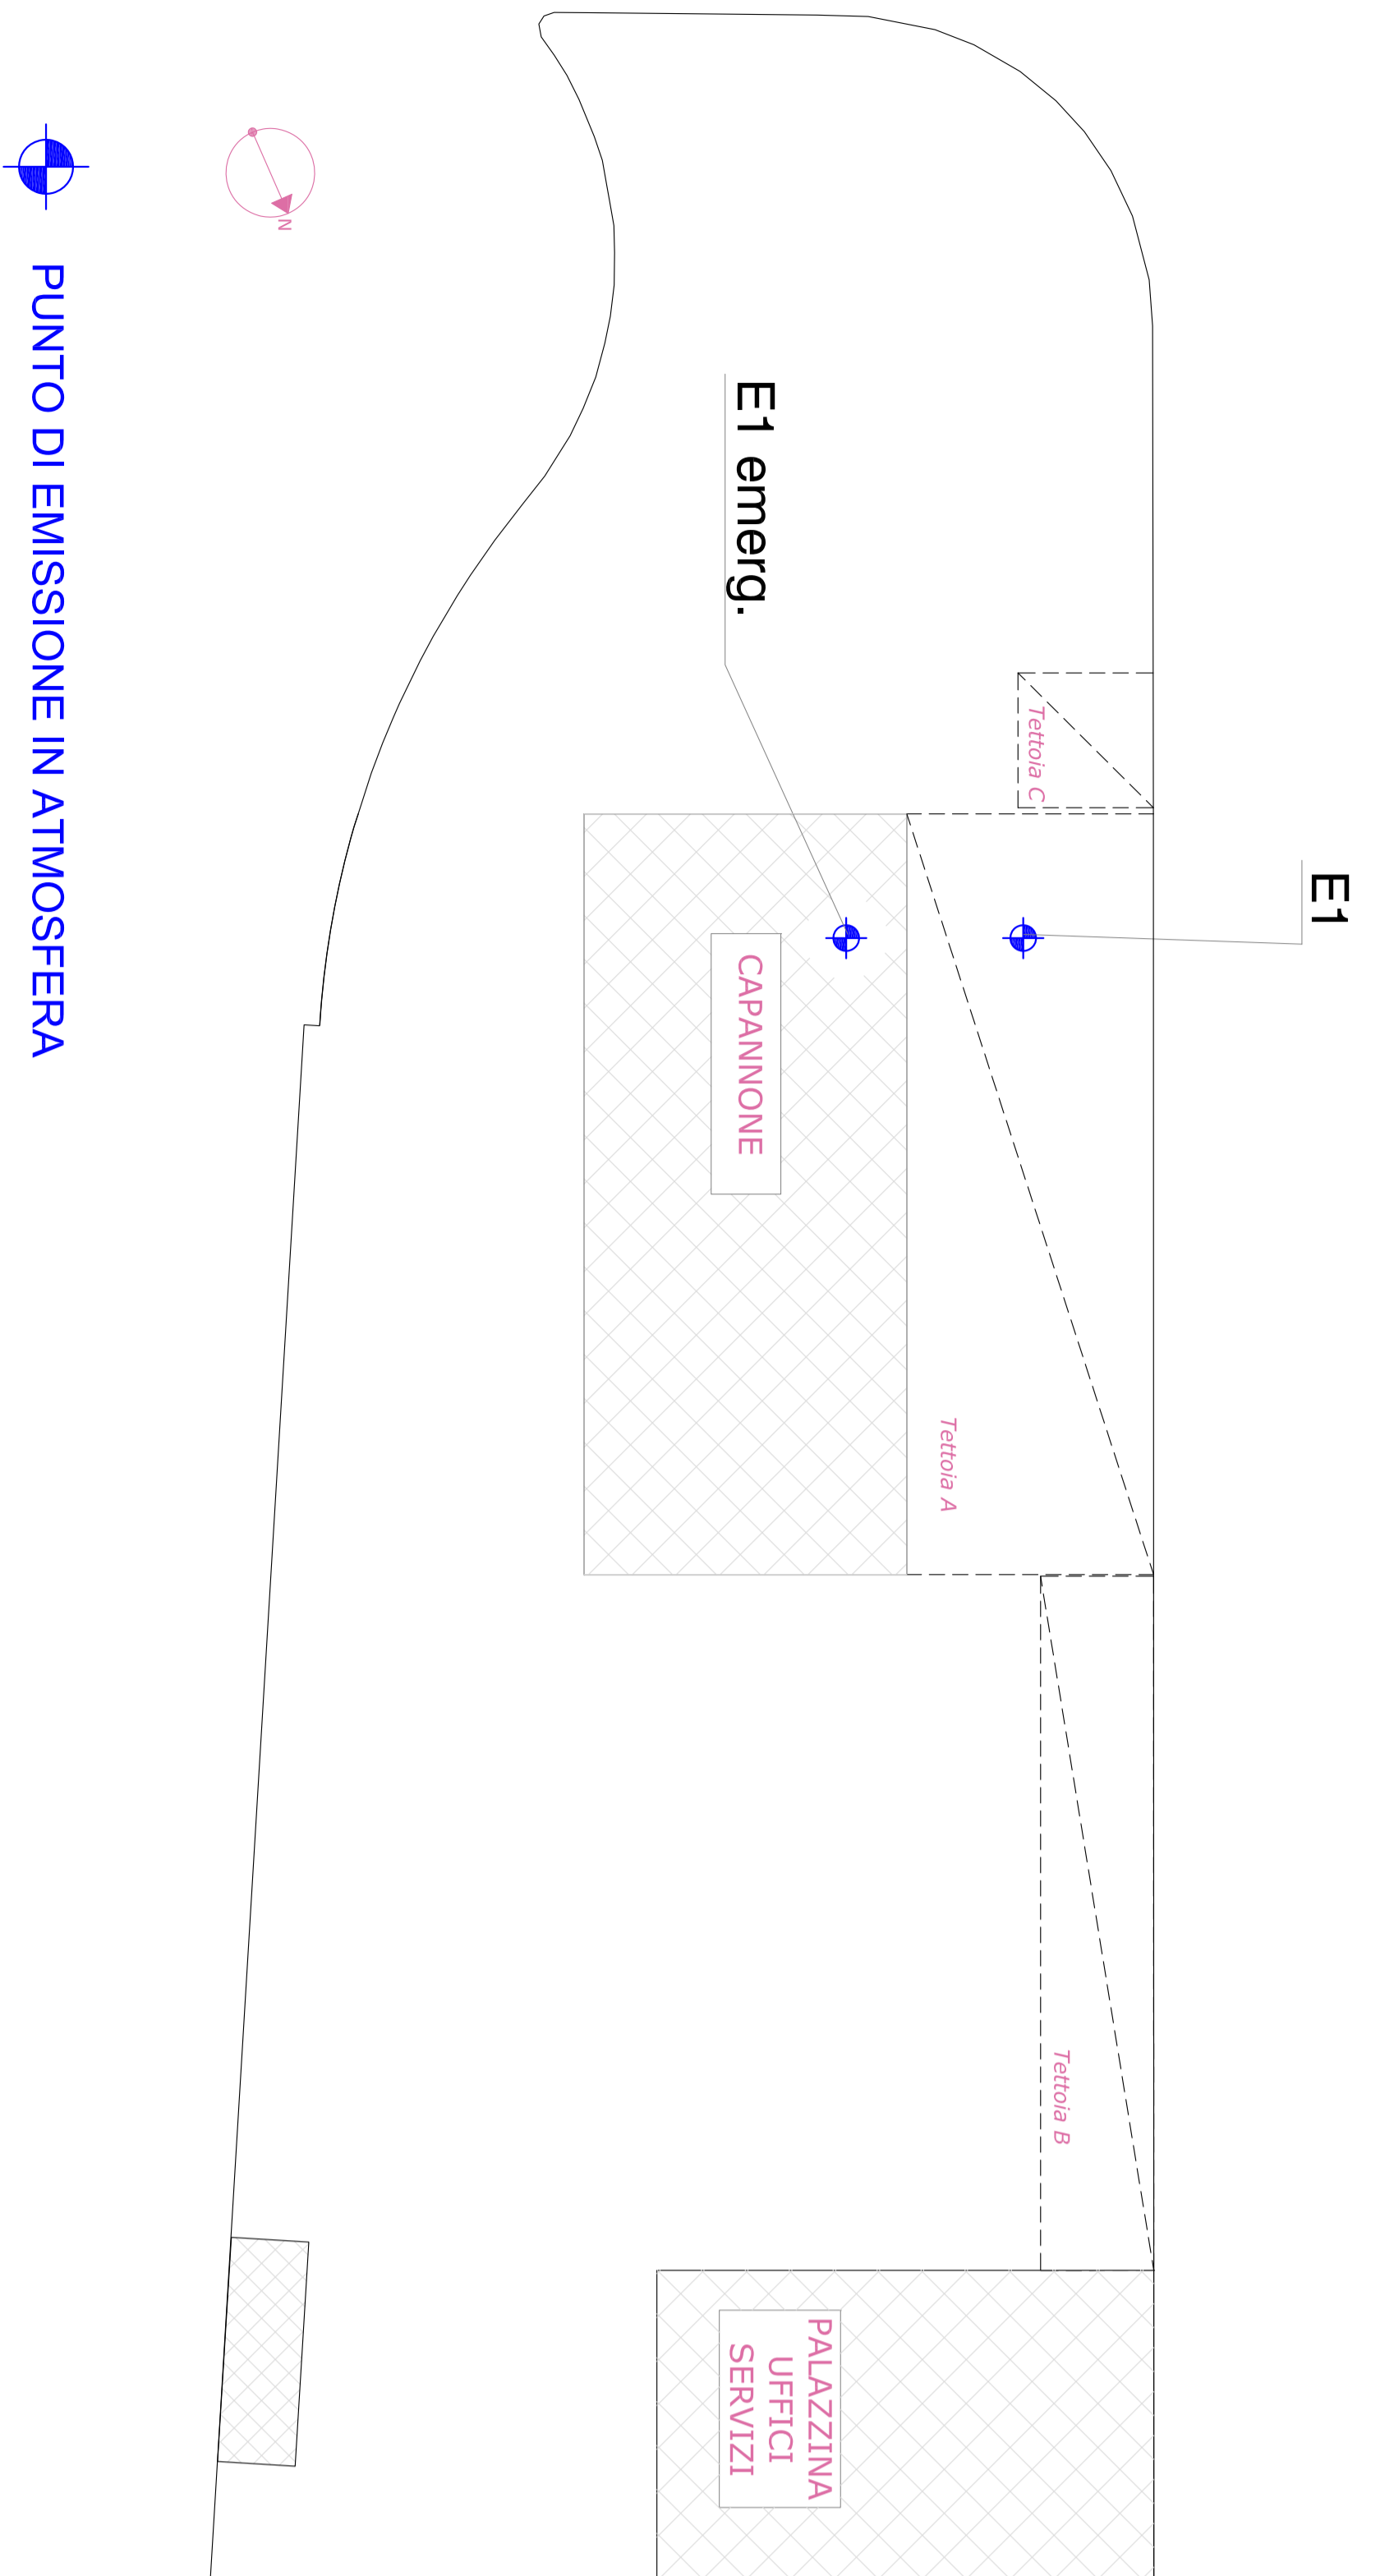 E1
E1 emerg.
Tettoia C
CAPANNONE
Tettoia A
Tettoia B
PALAZZINA
UFFICI
SERVIZI
N
PUNTO DI EMISSIONE IN ATMOSFERA